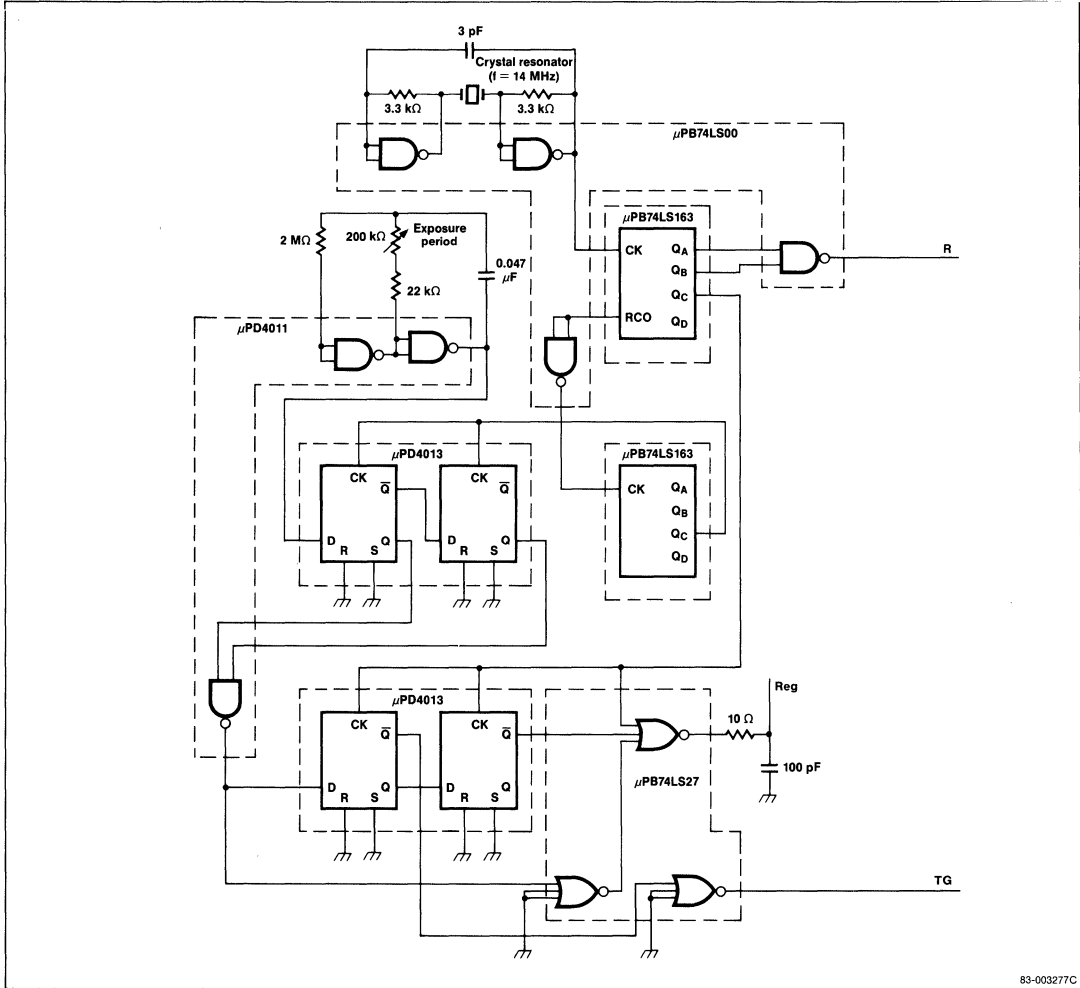 3 pF
Crystal resonator
(f = 14 MHz)
3.3 kΩ
3.3 kΩ
μPB74LS00
2 MΩ
200 kΩ
Exposure
period
22 kΩ
0.047
μF
μPB74LS163
CK
QA
QB
QC
QD
RCO
R
μPD4011
μPD4013
CK
Q̅
D
R
S
Q
CK
Q̅
D
R
S
Q
μPB74LS163
CK
QA
QB
QC
QD
μPD4013
CK
Q̅
D
R
S
Q
CK
Q̅
D
R
S
Q
Reg
10 Ω
100 pF
μPB74LS27
TG
83-003277C